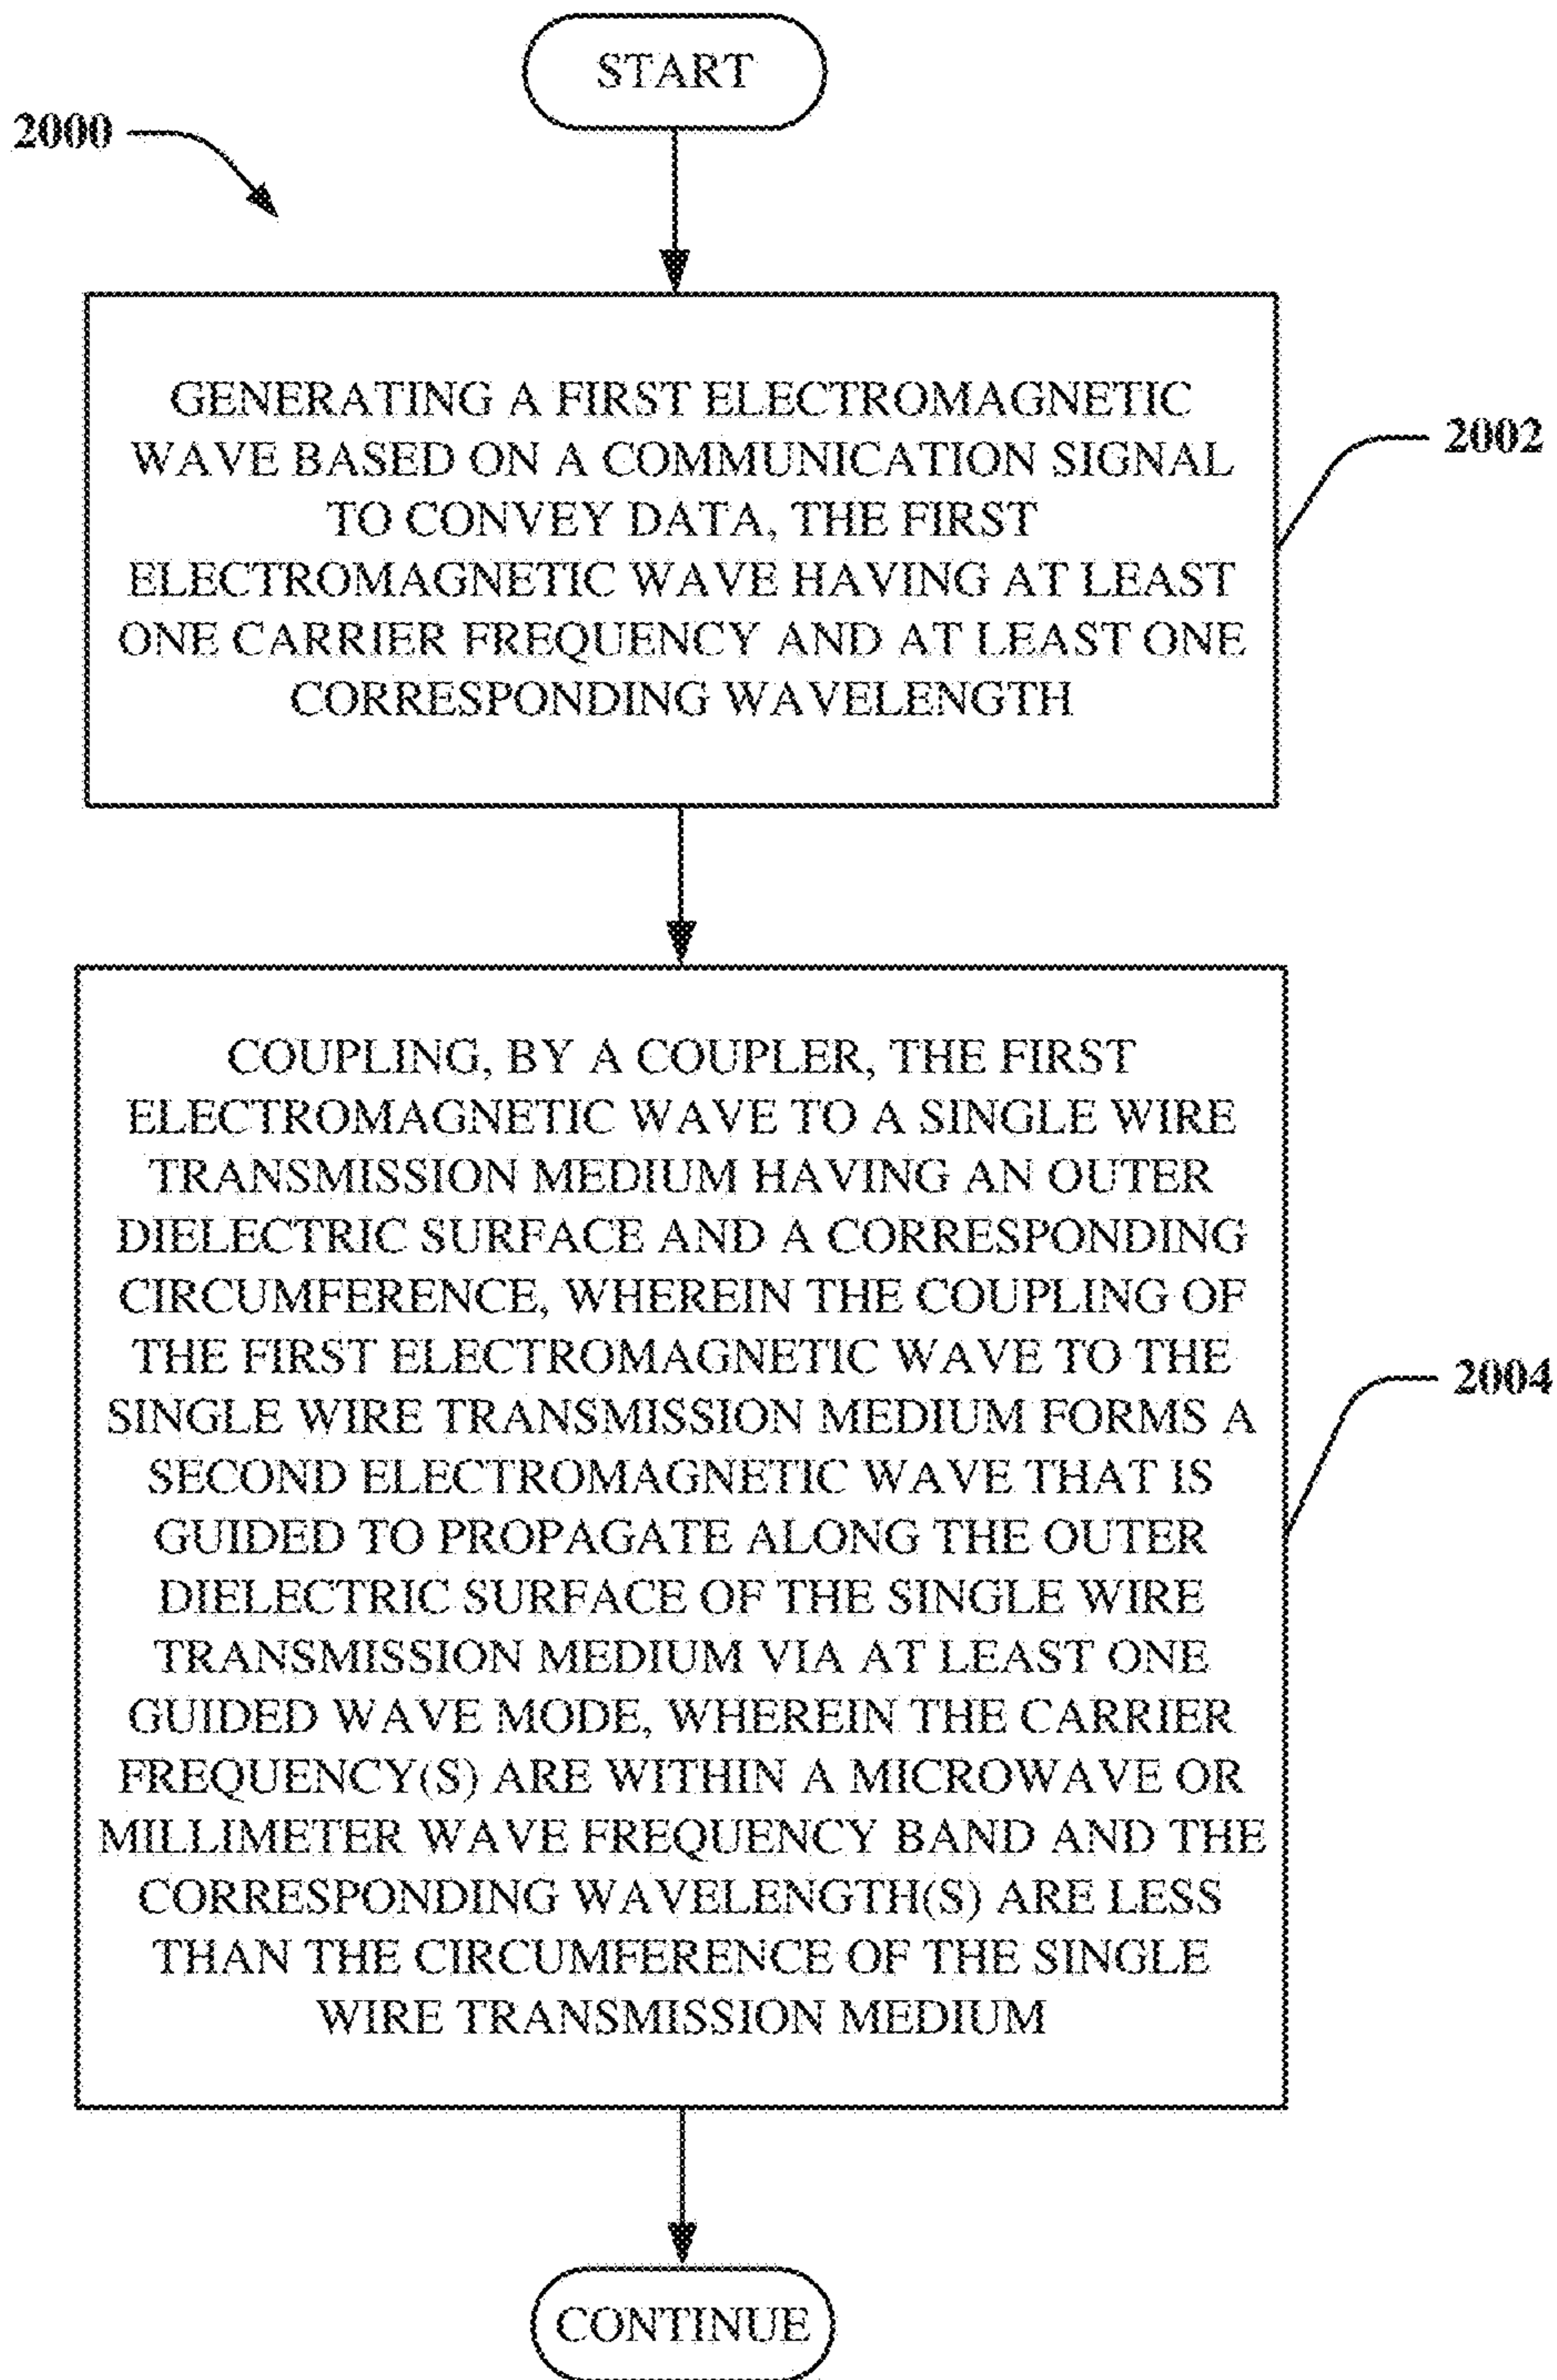 START
2000
GENERATING A FIRST ELECTROMAGNETIC
WAVE BASED ON A COMMUNICATION SIGNAL
TO CONVEY DATA, THE FIRST
ELECTROMAGNETIC WAVE HAVING AT LEAST
ONE CARRIER FREQUENCY AND AT LEAST ONE
CORRESPONDING WAVELENGTH
2002
COUPLING, BY A COUPLER, THE FIRST
ELECTROMAGNETIC WAVE TO A SINGLE WIRE
TRANSMISSION MEDIUM HAVING AN OUTER
DIELECTRIC SURFACE AND A CORRESPONDING
CIRCUMFERENCE, WHEREIN THE COUPLING OF
THE FIRST ELECTROMAGNETIC WAVE TO THE
SINGLE WIRE TRANSMISSION MEDIUM FORMS A
SECOND ELECTROMAGNETIC WAVE THAT IS
GUIDED TO PROPAGATE ALONG THE OUTER
DIELECTRIC SURFACE OF THE SINGLE WIRE
TRANSMISSION MEDIUM VIA AT LEAST ONE
GUIDED WAVE MODE, WHEREIN THE CARRIER
FREQUENCY(S) ARE WITHIN A MICROWAVE OR
MILLIMETER WAVE FREQUENCY BAND AND THE
CORRESPONDING WAVELENGTH(S) ARE LESS
THAN THE CIRCUMFERENCE OF THE SINGLE
WIRE TRANSMISSION MEDIUM
2004
CONTINUE